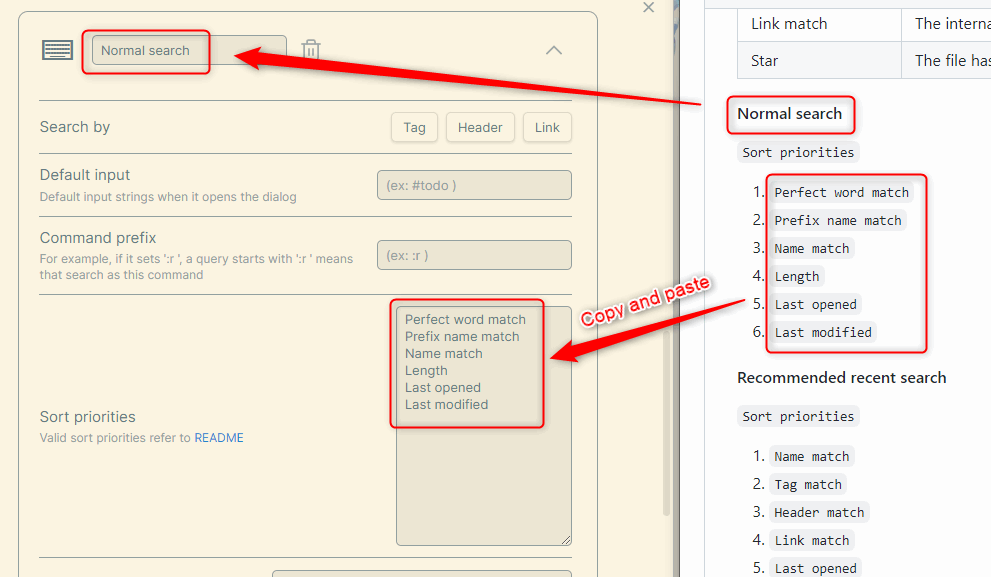 Normal search
Search by
Tag
Header
Link
Default input
Default input strings when it opens the dialog
(ex: #todo )
Command prefix
For example, if it sets ':r ', a query starts with ':r ' means
that search as this command
(ex: :r )
Perfect word match
Prefix name match
Name match
Length
Last opened
Last modified
Sort priorities
Valid sort priorities refer to README
Copy and paste
Link match
The interna
Star
The file has
Normal search
Sort priorities
1. Perfect word match
2. Prefix name match
3. Name match
4. Length
5. Last opened
6. Last modified
Recommended recent search
Sort priorities
1. Name match
2. Tag match
3. Header match
4. Link match
5. Last opened